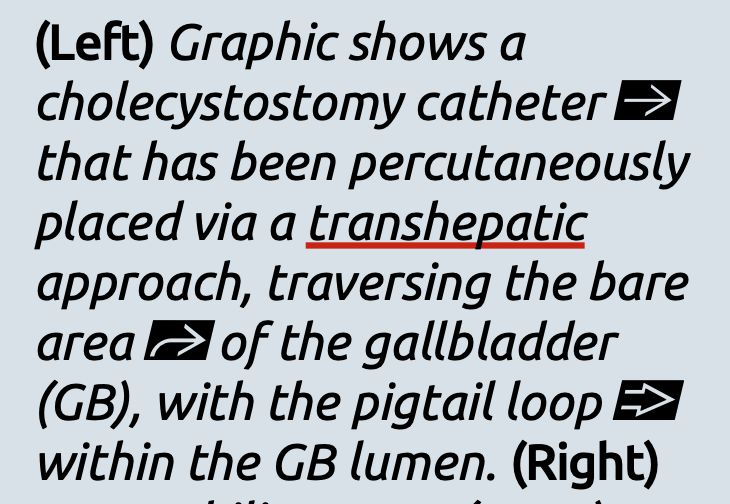 (Left) Graphic shows a
cholecystostomy catheter
that has been percutaneously
placed via a transhepatic
approach, traversing the bare
area of the gallbladder
(GB), with the pigtail loop
within the GB lumen. (Right)